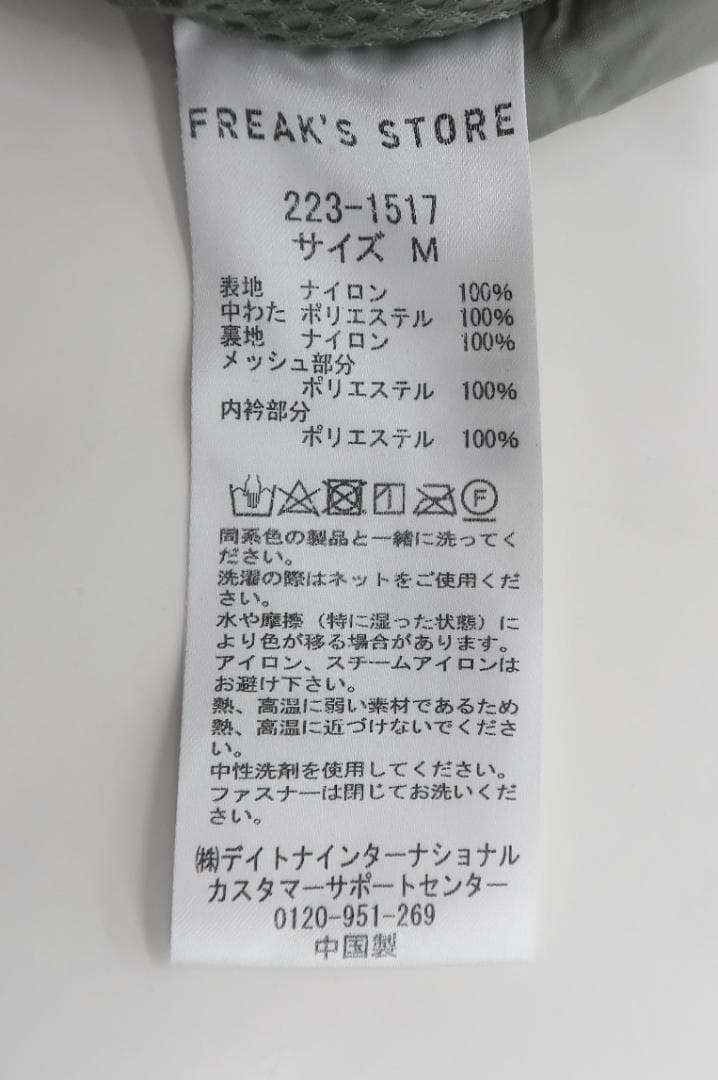 FREAK'S STORE
223-1517
サイズ M
表地 ナイロン 100%
中わた ポリエステル 100%
裏地 ナイロン 100%
メッシュ部分
ポリエステル 100%
内衿部分
ポリエステル 100%
F
同系色の製品と一緒に洗ってく
ださい。
洗濯の際はネットをご使用くだ
さい。
水や摩擦（特に湿った状態）に
より色が移る場合があります。
アイロン、スチームアイロンは
お避け下さい。
熱、高温に弱い素材であるため
熱、高温に近づけないでくださ
い。
中性洗剤を使用してください。
ファスナーは閉じてお洗いくだ
さい。
㈱デイトナインターナショナル
カスタマーサポートセンター
0120-951-269
中国製